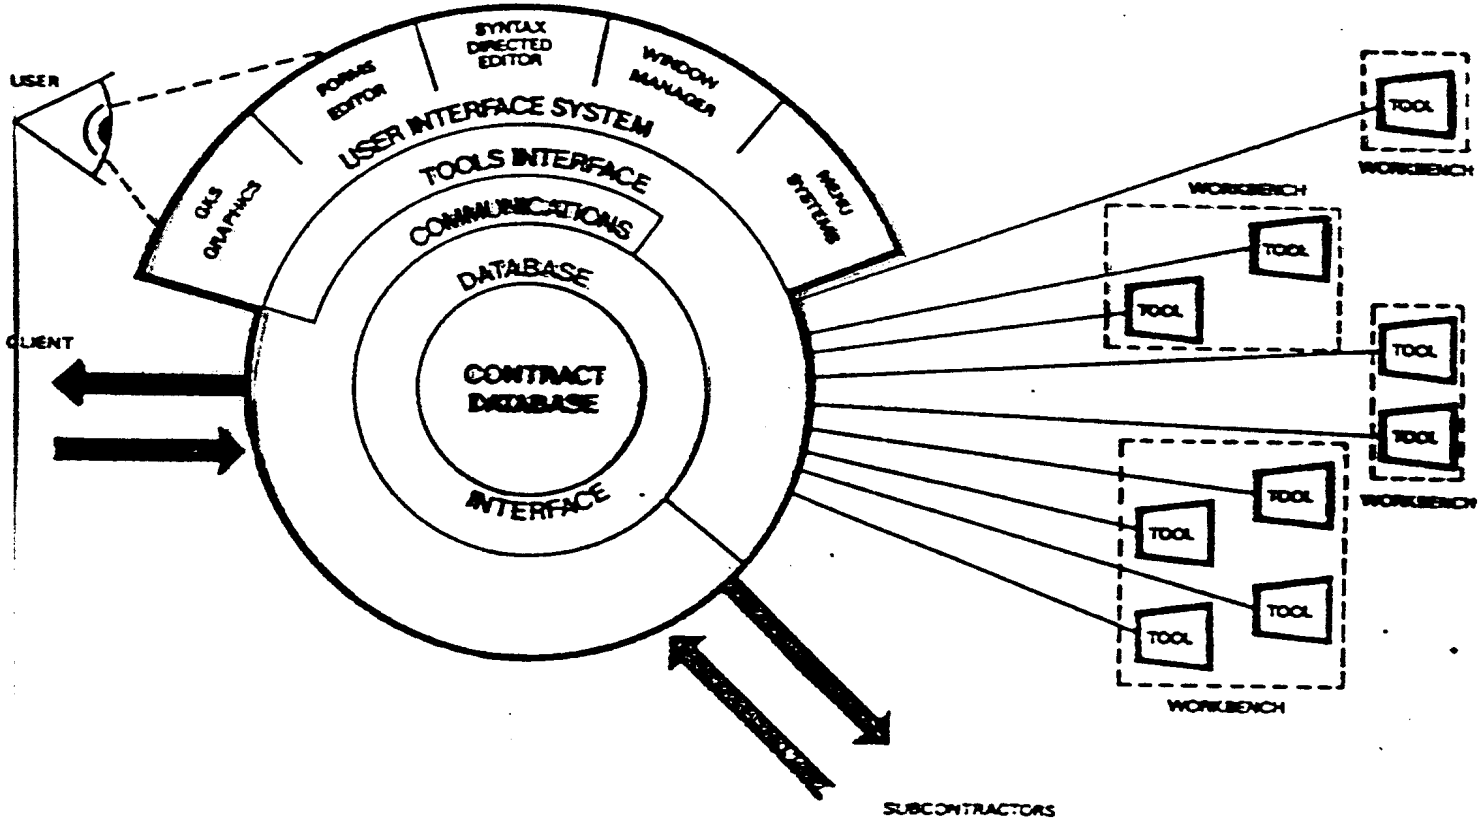 USER
FORMS
EDITOR
SYNTAX
DIRECTED
EDITOR
WINDOW
MANAGER
GKS
GRAPHICS
MENU
SYSTEMS
USER INTERFACE SYSTEM
TOOLS INTERFACE
COMMUNICATIONS
DATABASE
CONTRACT
DATABASE
INTERFACE
CLIENT
SUBCONTRACTORS
TOOL
WORKBENCH
WORKBENCH
TOOL
TOOL
TOOL
TOOL
WORKBENCH
TOOL
TOOL
TOOL
TOOL
WORKBENCH